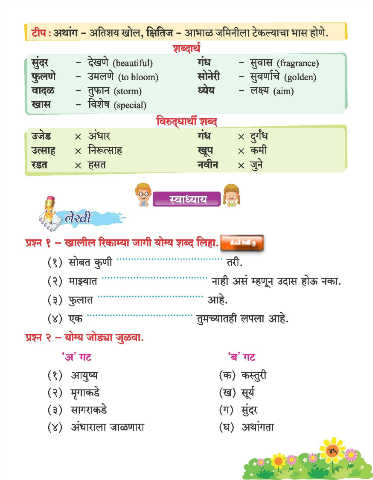 टीप : अथांग – अतिशय खोल, क्षितिज – आभाळ जमिनीला टेकल्याचा भास होणे.
शब्दार्थ
सुंदर – देखणे (beautiful) गंध – सुवास (fragrance)
फुलणे – उमलणे (to bloom) सोनेरी – सुवर्णाचे (golden)
वादळ – तुफान (storm) ध्येय – लक्ष्य (aim)
खास – विशेष (special)
विरुद्धार्थी शब्द
उजेड × अंधार गंध × दुर्गंध
उत्साह × निरूत्साह खूप × कमी
रडत × हसत नवीन × जुने
स्वाध्याय
लेखी
प्रश्न १ – खालील रिकाम्या जागी योग्य शब्द लिहा.
(१) सोबत कुणी ........................ तरी.
(२) माझ्यात ........................ नाही असं म्हणून उदास होऊ नका.
(३) फुलात ........................ आहे.
(४) एक ........................ तुमच्यातही लपला आहे.
प्रश्न २ – योग्य जोड्या जुळवा.
'अ' गट 'ब' गट
(१) आयुष्य (क) कस्तुरी
(२) मृगाकडे (ख) सूर्य
(३) सागराकडे (ग) सुंदर
(४) अंधाराला जाळणारा (घ) अथांगता